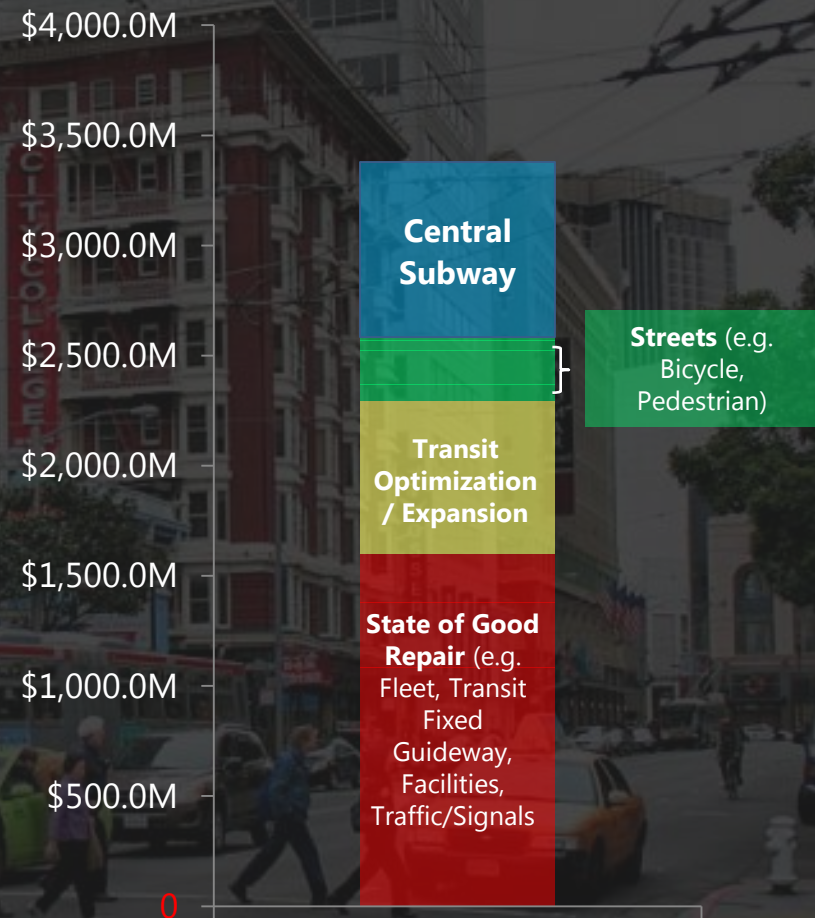 $4,000.0M
$3,500.0M
$3,000.0M
$2,500.0M
$2,000.0M
$1,500.0M
$1,000.0M
$500.0M
0
Central
Subway
Streets (e.g.
Bicycle,
Pedestrian)
Transit
Optimization
/ Expansion
State of Good
Repair (e.g.
Fleet, Transit
Fixed
Guideway,
Facilities,
Traffic/Signals
CITY COLLEGE